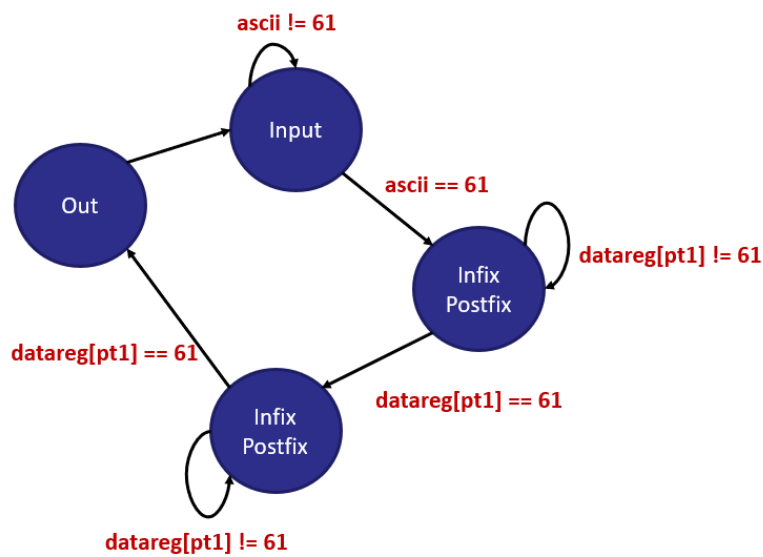 ascii != 61
Input
ascii == 61
Out
datareg[pt1] != 61
Infix
Postfix
datareg[pt1] == 61
datareg[pt1] == 61
Infix
Postfix
datareg[pt1] != 61